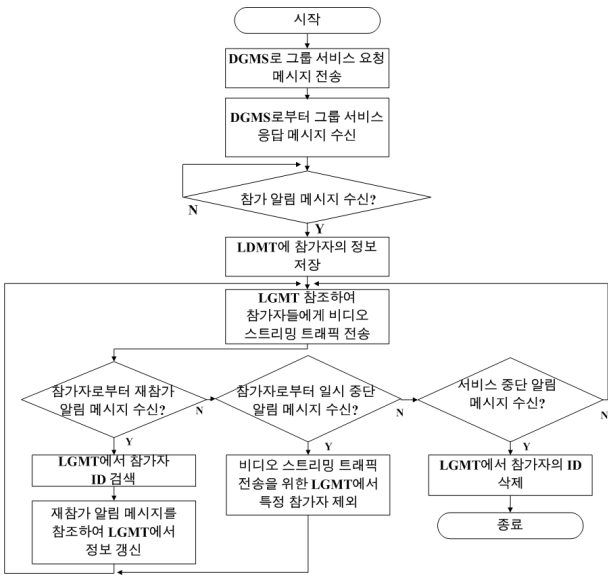 시작
DGMS로 그룹 서비스 요청
메시지 전송
DGMS로부터 그룹 서비스
응답 메시지 수신
참가 알림 메시지 수신?
N
Y
LDMT에 참가자의 정보
저장
LGMT 참조하여
참가자들에게 비디오
스트리밍 트래픽 전송
참가자로부터 재참가
알림 메시지 수신?
N
Y
참가자로부터 일시 중단
알림 메시지 수신?
N
Y
서비스 중단 알림
메시지 수신?
N
Y
LGMT에서 참가자
ID 검색
비디오 스트리밍 트래픽
전송을 위한 LGMT에서
특정 참가자 제외
LGMT에서 참가자의 ID
삭제
재참가 알림 메시지를
참조하여 LGMT에서
정보 갱신
종료